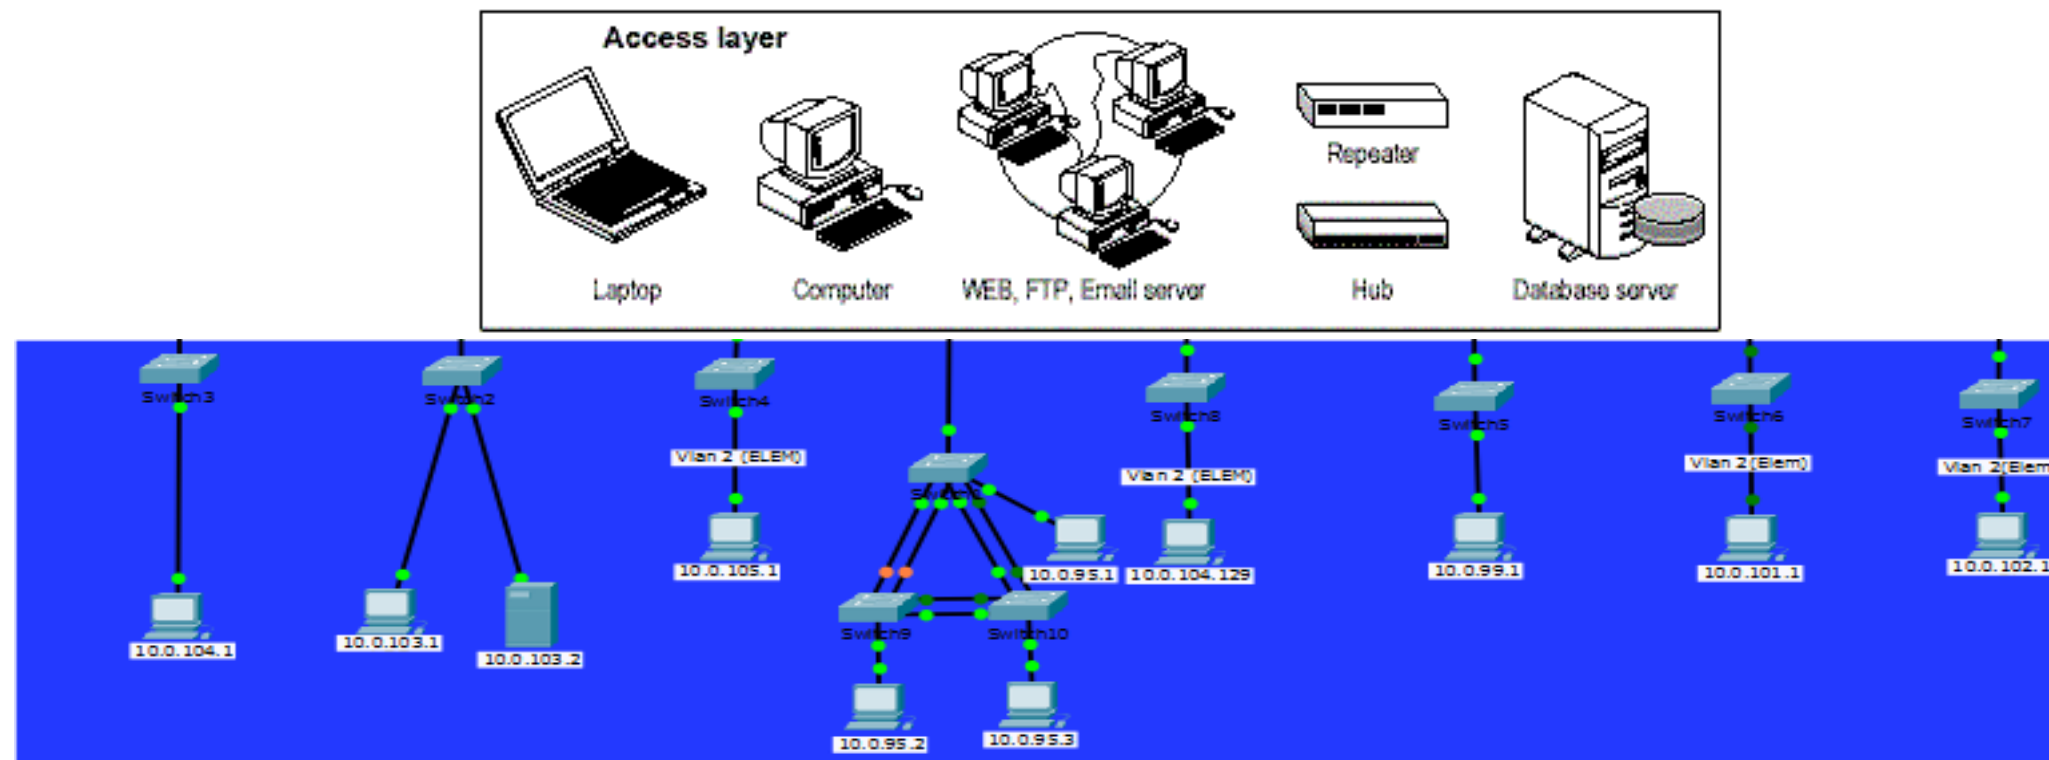 Access layer
Repeater
Laptop
Computer
WEB, FTP, Email server
Hub
Database server
Switch3
Switch2
Switch4
Switch8
Switch5
Switch6
Switch7
Vlan 2 (ELEM)
Vlan 2 (ELEM)
Vlan 2(Elem)
Vlan 2(Elem
10.0.105.1
10.0.95.1
10.0.104.129
10.0.99.1
10.0.101.1
10.0.102.1
Switch9
Switch10
10.0.104.1
10.0.103.1
10.0.103.2
10.0.95.2
10.0.95.3